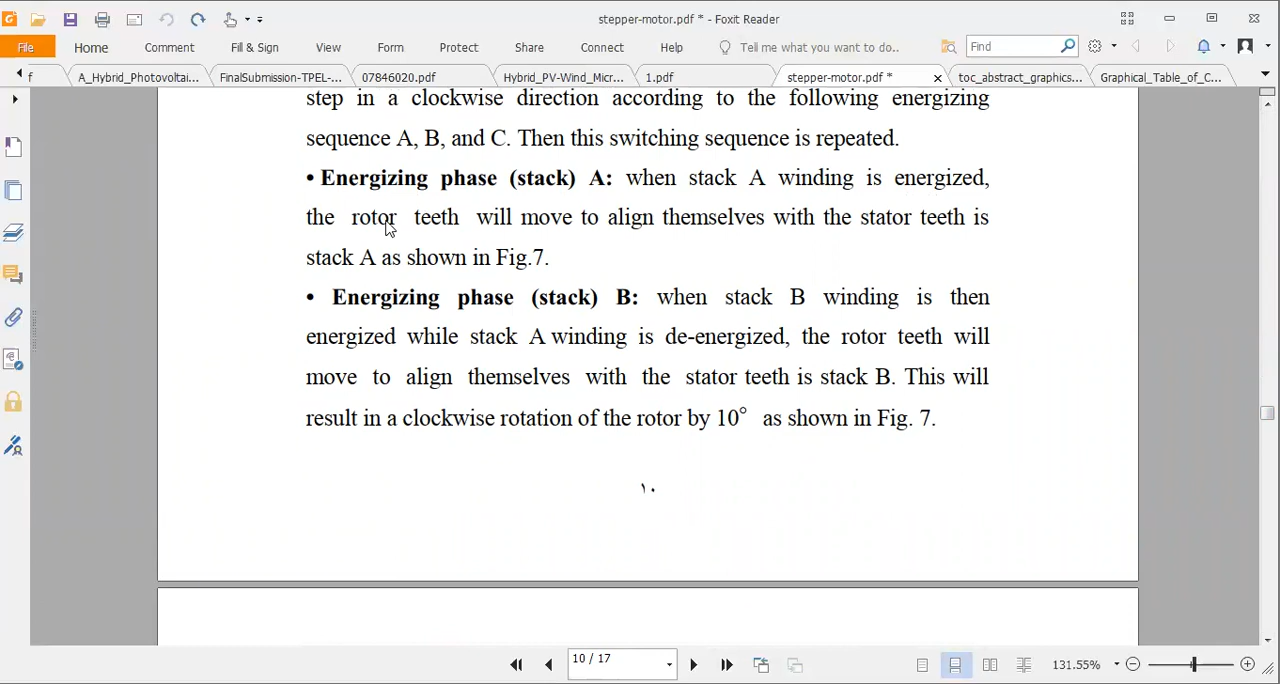 stepper-motor.pdf * - Foxit Reader
File Home Comment Fill & Sign View Form Protect Share Connect Help Tell me what you want to do.. Find
f A_Hybrid_Photovoltai... FinalSubmission-TPEL-... 07846020.pdf Hybrid_PV-Wind_Micr... 1.pdf stepper-motor.pdf * toc_abstract_graphics... Graphical_Table_of_C...
step in a clockwise direction according to the following energizing
sequence A, B, and C. Then this switching sequence is repeated.
• Energizing phase (stack) A: when stack A winding is energized,
the rotor teeth will move to align themselves with the stator teeth is
stack A as shown in Fig.7.
• Energizing phase (stack) B: when stack B winding is then
energized while stack A winding is de-energized, the rotor teeth will
move to align themselves with the stator teeth is stack B. This will
result in a clockwise rotation of the rotor by 10° as shown in Fig. 7.
١٠
10 / 17 131.55%